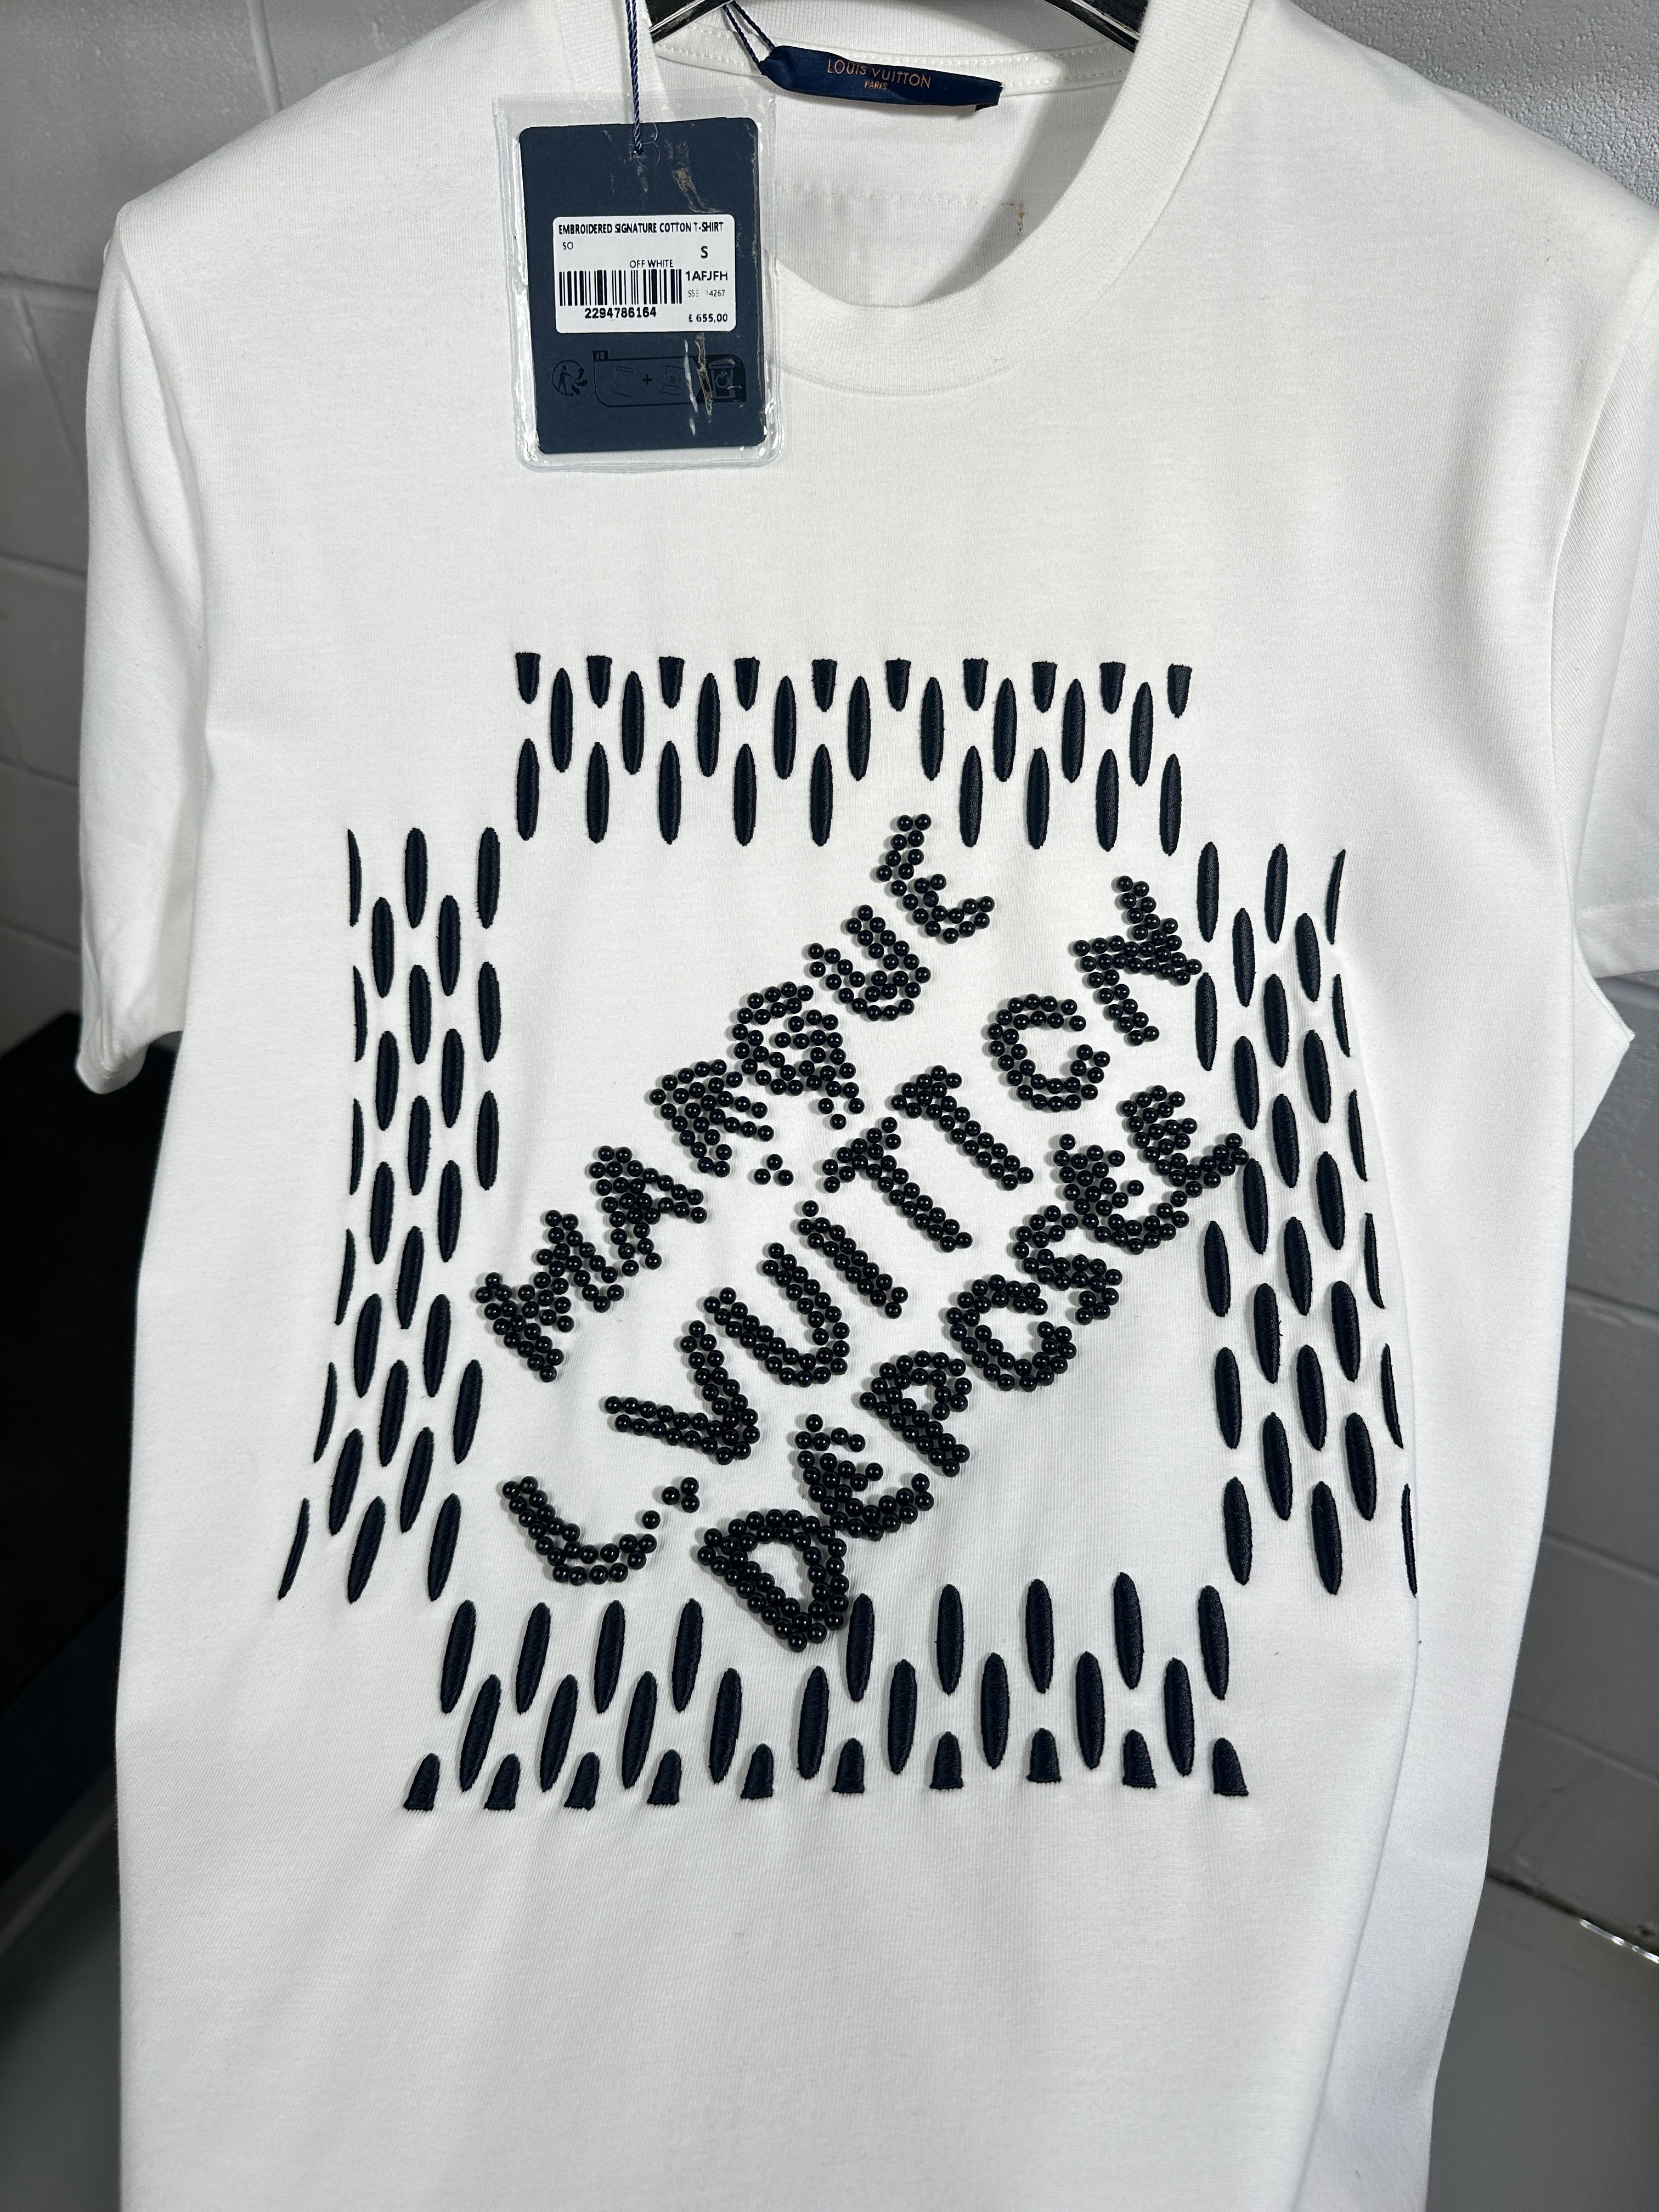 LOUIS VUITTON
PARIS
EMBROIDERED SIGNATURE COTTON T-SHIRT
SO
S
OFF WHITE
1AFJFH
2294786164
£ 655,00
MARQUE
L. VUITTON
DÉPOSÉE